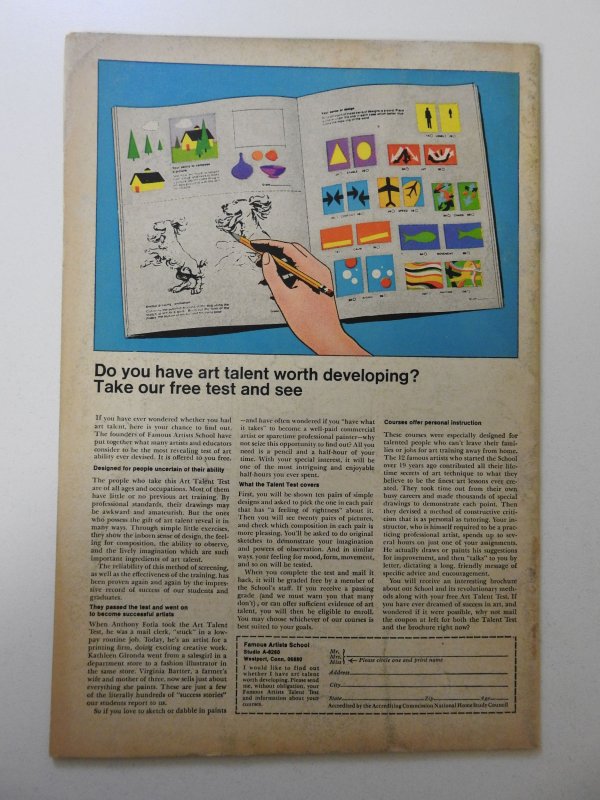 Your sense of design
Your ability to compose a picture
Do you have art talent worth developing?
Take our free test and see
If you have ever wondered whether you had
art talent, here is your chance to find out.
The founders of Famous Artists School have
put together what many artists and educators
consider to be the most revealing test of art
ability ever devised. It is offered to you free.
Designed for people uncertain of their ability
The people who take this Art Talent Test
are of all ages and occupations. Most of them
have little or no previous art training. By
professional standards, their drawings may
be awkward and amateurish. But the ones
who possess the gift of art talent reveal it in
many ways. Through simple little exercises,
they show the inborn sense of design, the feel-
ing for composition, the ability to observe,
and the lively imagination which are such
important ingredients of art talent.
The reliability of this method of screening,
as well as the effectiveness of the training, has
been proven again and again by the impres-
sive record of success of our students and
graduates.
They passed the test and went on
to become successful artists
When Anthony Fotia took the Art Talent
Test, he was a mail clerk, "stuck" in a low-
pay routine job. Today, he's an artist for a
printing firm, doing exciting creative work.
Kathleen Gironda went from a salesgirl in a
department store to a fashion illustrator in
the same store. Virginia Bartter, a farmer's
wife and mother of three, now sells just about
everything she paints. These are just a few
of the literally hundreds of "success stories"
our students report to us.
So if you love to sketch or dabble in paints
—and have often wondered if you "have what
it takes" to become a well-paid commercial
artist or sparetime professional painter—why
not seize this opportunity to find out? All you
need is a pencil and a half-hour of your
time. With your special interest, it will be
one of the most intriguing and enjoyable
half-hours you ever spent.
What the Talent Test covers
First, you will be shown ten pairs of simple
designs and asked to pick the one in each pair
that has "a feeling of rightness" about it.
Then you will see twenty pairs of pictures,
and check which composition in each pair is
more pleasing. You'll be asked to do original
sketches to demonstrate your imagination
and powers of observation. And in similar
ways, your feeling for mood, form, movement,
and so on will be tested.
When you complete the test and mail it
back, it will be graded free by a member of
the School's staff. If you receive a passing
grade (and we must warn you that many
don't), or can offer sufficient evidence of art
talent, you will then be eligible to enroll.
You may choose whichever of our courses is
best suited to your goals.
Courses offer personal instruction
These courses were especially designed for
talented people who can't leave their fami-
lies or jobs for art training away from home.
The 12 famous artists who started the School
over 19 years ago contributed all their life-
time secrets of art technique to what they
believe to be the finest art lessons ever cre-
ated. They took time out from their own
busy careers and made thousands of special
drawings to demonstrate each point. Then
they devised a method of constructive criti-
cism that is as personal as tutoring. Your in-
structor, who is himself required to be a prac-
ticing professional artist, spends up to sev-
eral hours on just one of your assignments.
He actually draws or paints his suggestions
for improvement, and then "talks" to you by
letter, dictating a long, friendly message of
specific advice and encouragement.
You will receive an interesting brochure
about our School and its revolutionary meth-
ods along with your free Art Talent Test. If
you have ever dreamed of success in art, and
wondered if it were possible, why not mail
the coupon at left for both the Talent Test
and the brochure right now?
Famous Artists School
Studio A-9260
Westport, Conn. 06880
I would like to find out
whether I have art talent
worth developing. Please send
me, without obligation, your
Famous Artists Talent Test
and information about your
courses.
Mr.
Mrs.
Miss Please circle one and print name
Address
City
State Zip Age
Accredited by the Accrediting Commission National Home Study Council